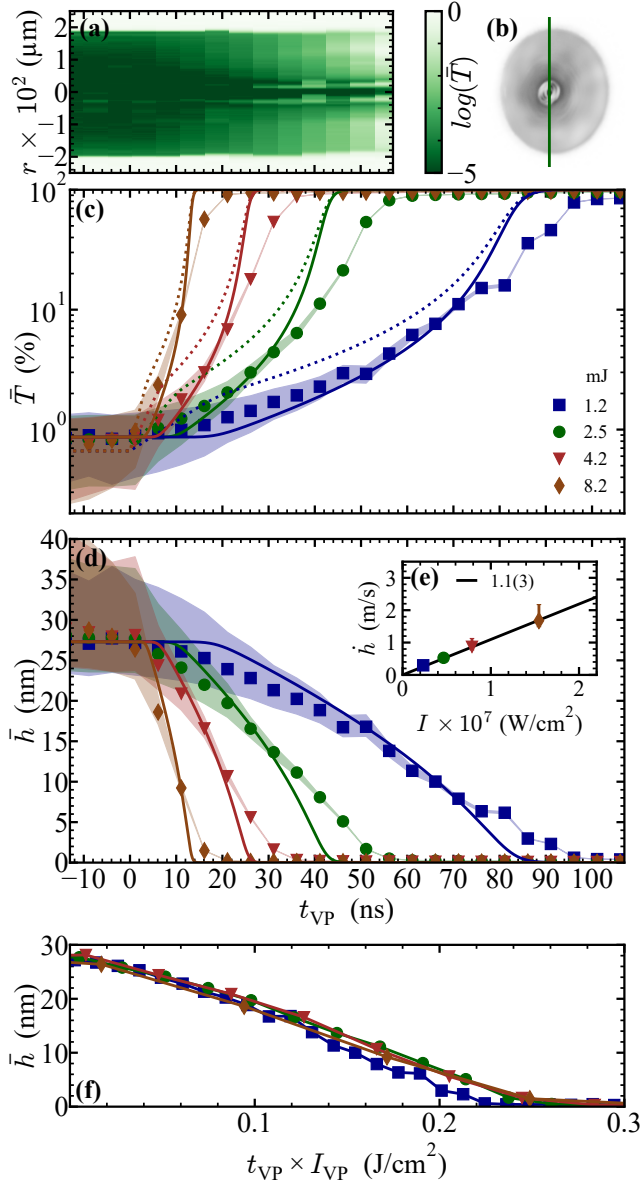 (a)
2
1
0
−1
−2
r × 10² (µm)
0
−5
log(T̄)
(b)
(c)
10²
10¹
10⁰
T̄ (%)
mJ
1.2
2.5
4.2
8.2
(d)
40
35
30
25
20
15
10
5
0
h̄ (nm)
(e)
1.1(3)
3
2
1
0
ḣ (m/s)
0 1 2
I × 10⁷ (W/cm²)
−10 0 10 20 30 40 50 60 70 80 90 100
t_VP (ns)
(f)
30
20
10
0
h̄ (nm)
0.1 0.2 0.3
t_VP × I_VP (J/cm²)